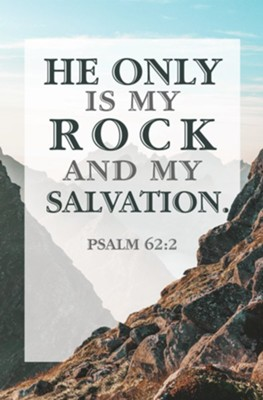 HE ONLY
IS MY
ROCK
AND MY
SALVATION.
PSALM 62:2